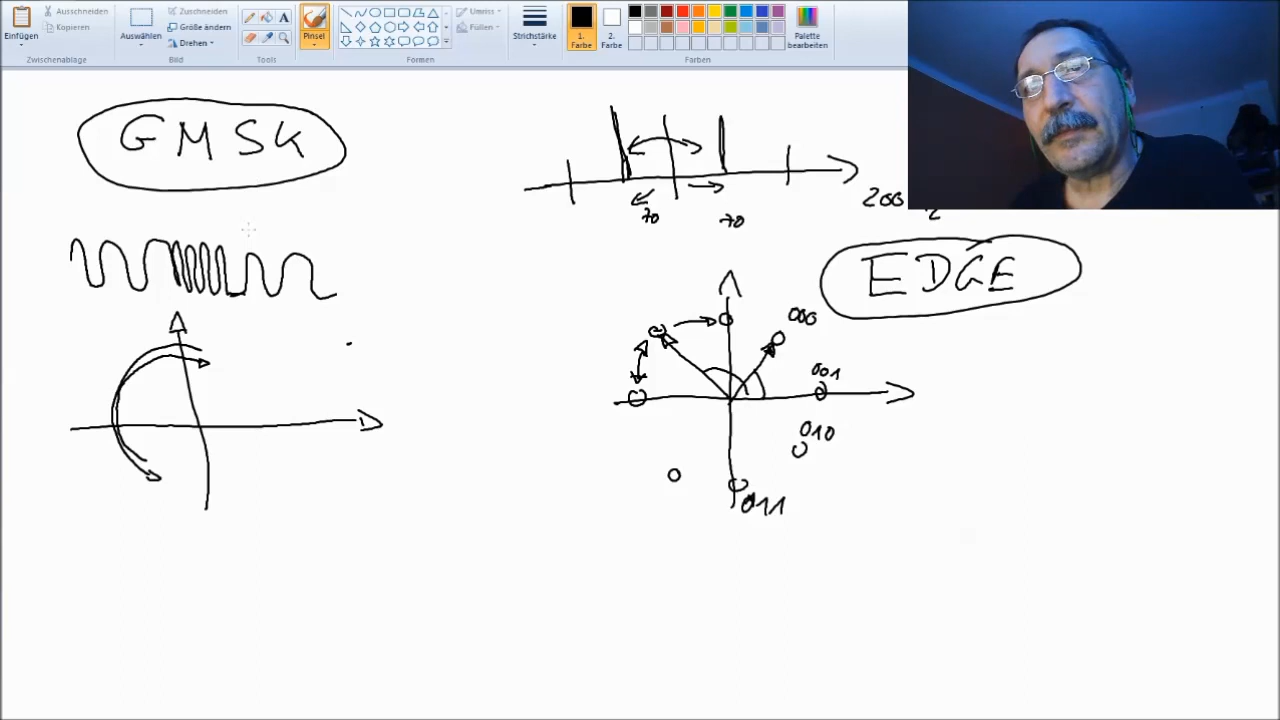 Einfügen
Ausschneiden
Kopieren
Zwischenablage
Auswählen
Zuschneiden
Größe ändern
Drehen
Bild
Tools
Pinsel
Formen
Umriss
Füllen
Strichstärke
1. Farbe
2. Farbe
Palette bearbeiten
Farben
GMSK
70
70
200
EDGE
000
001
010
011